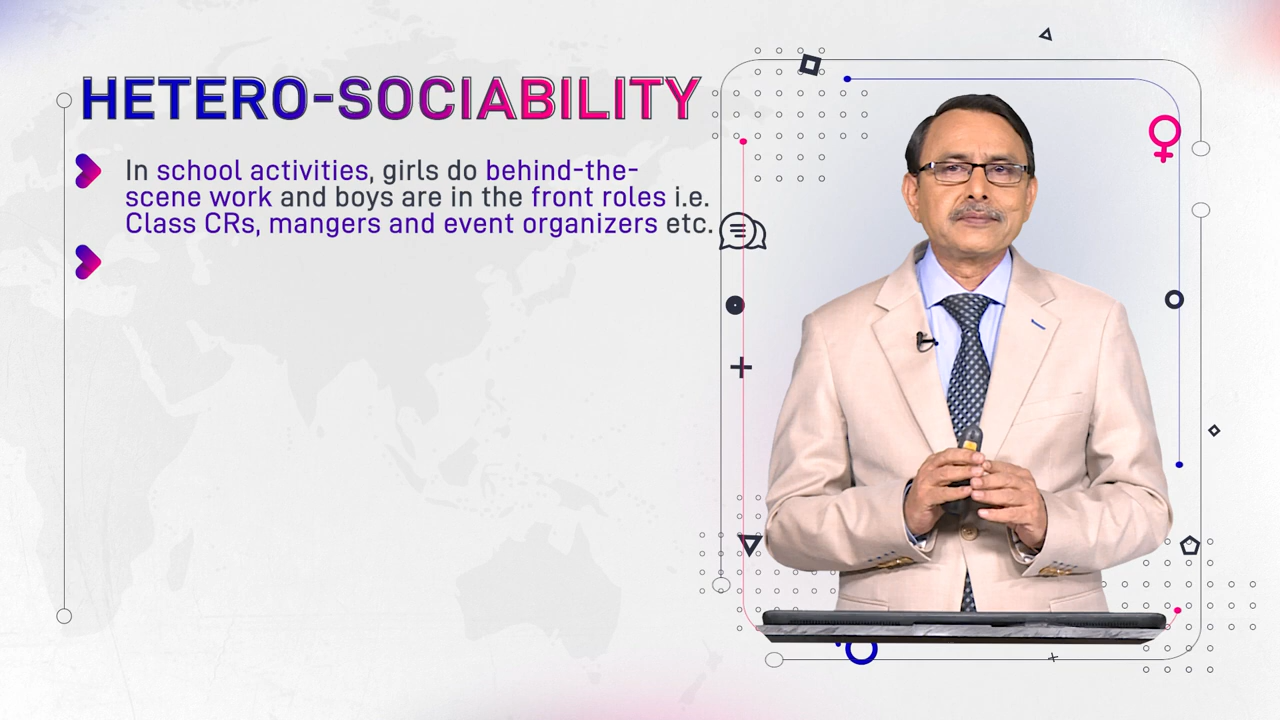 HETERO-SOCIABILITY
In school activities, girls do behind-the-
scene work and boys are in the front roles i.e.
Class CRs, mangers and event organizers etc.